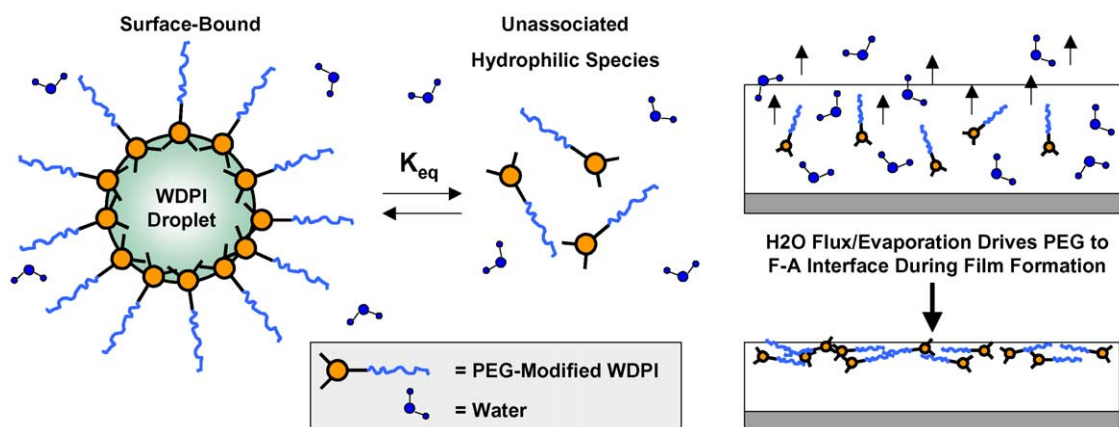 Surface-Bound
Unassociated
Hydrophilic Species
WDPI
Droplet
Keq
= PEG-Modified WDPI
= Water
H2O Flux/Evaporation Drives PEG to
F-A Interface During Film Formation